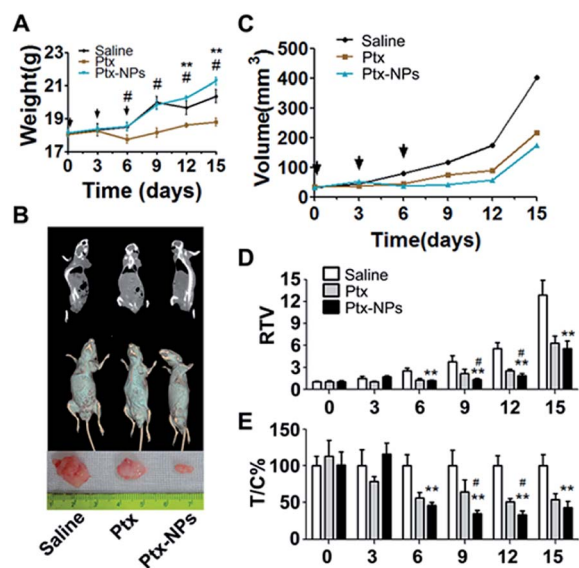 A
Weight(g)
23
21
19
17
Saline
Ptx
Ptx-NPs
#
#
**
#
**
#
0 3 6 9 12 15
Time (days)
B
Saline
Ptx
Ptx-NPs
C
Volume(mm³)
500
400
300
200
100
0
Saline
Ptx
Ptx-NPs
0 3 6 9 12 15
Time(days)
D
RTV
15
12
9
6
3
0
Saline
Ptx
Ptx-NPs
**
#
**
#
**
**
0 3 6 9 12 15
E
T/C%
150
100
50
0
**
#
**
#
**
**
0 3 6 9 12 15